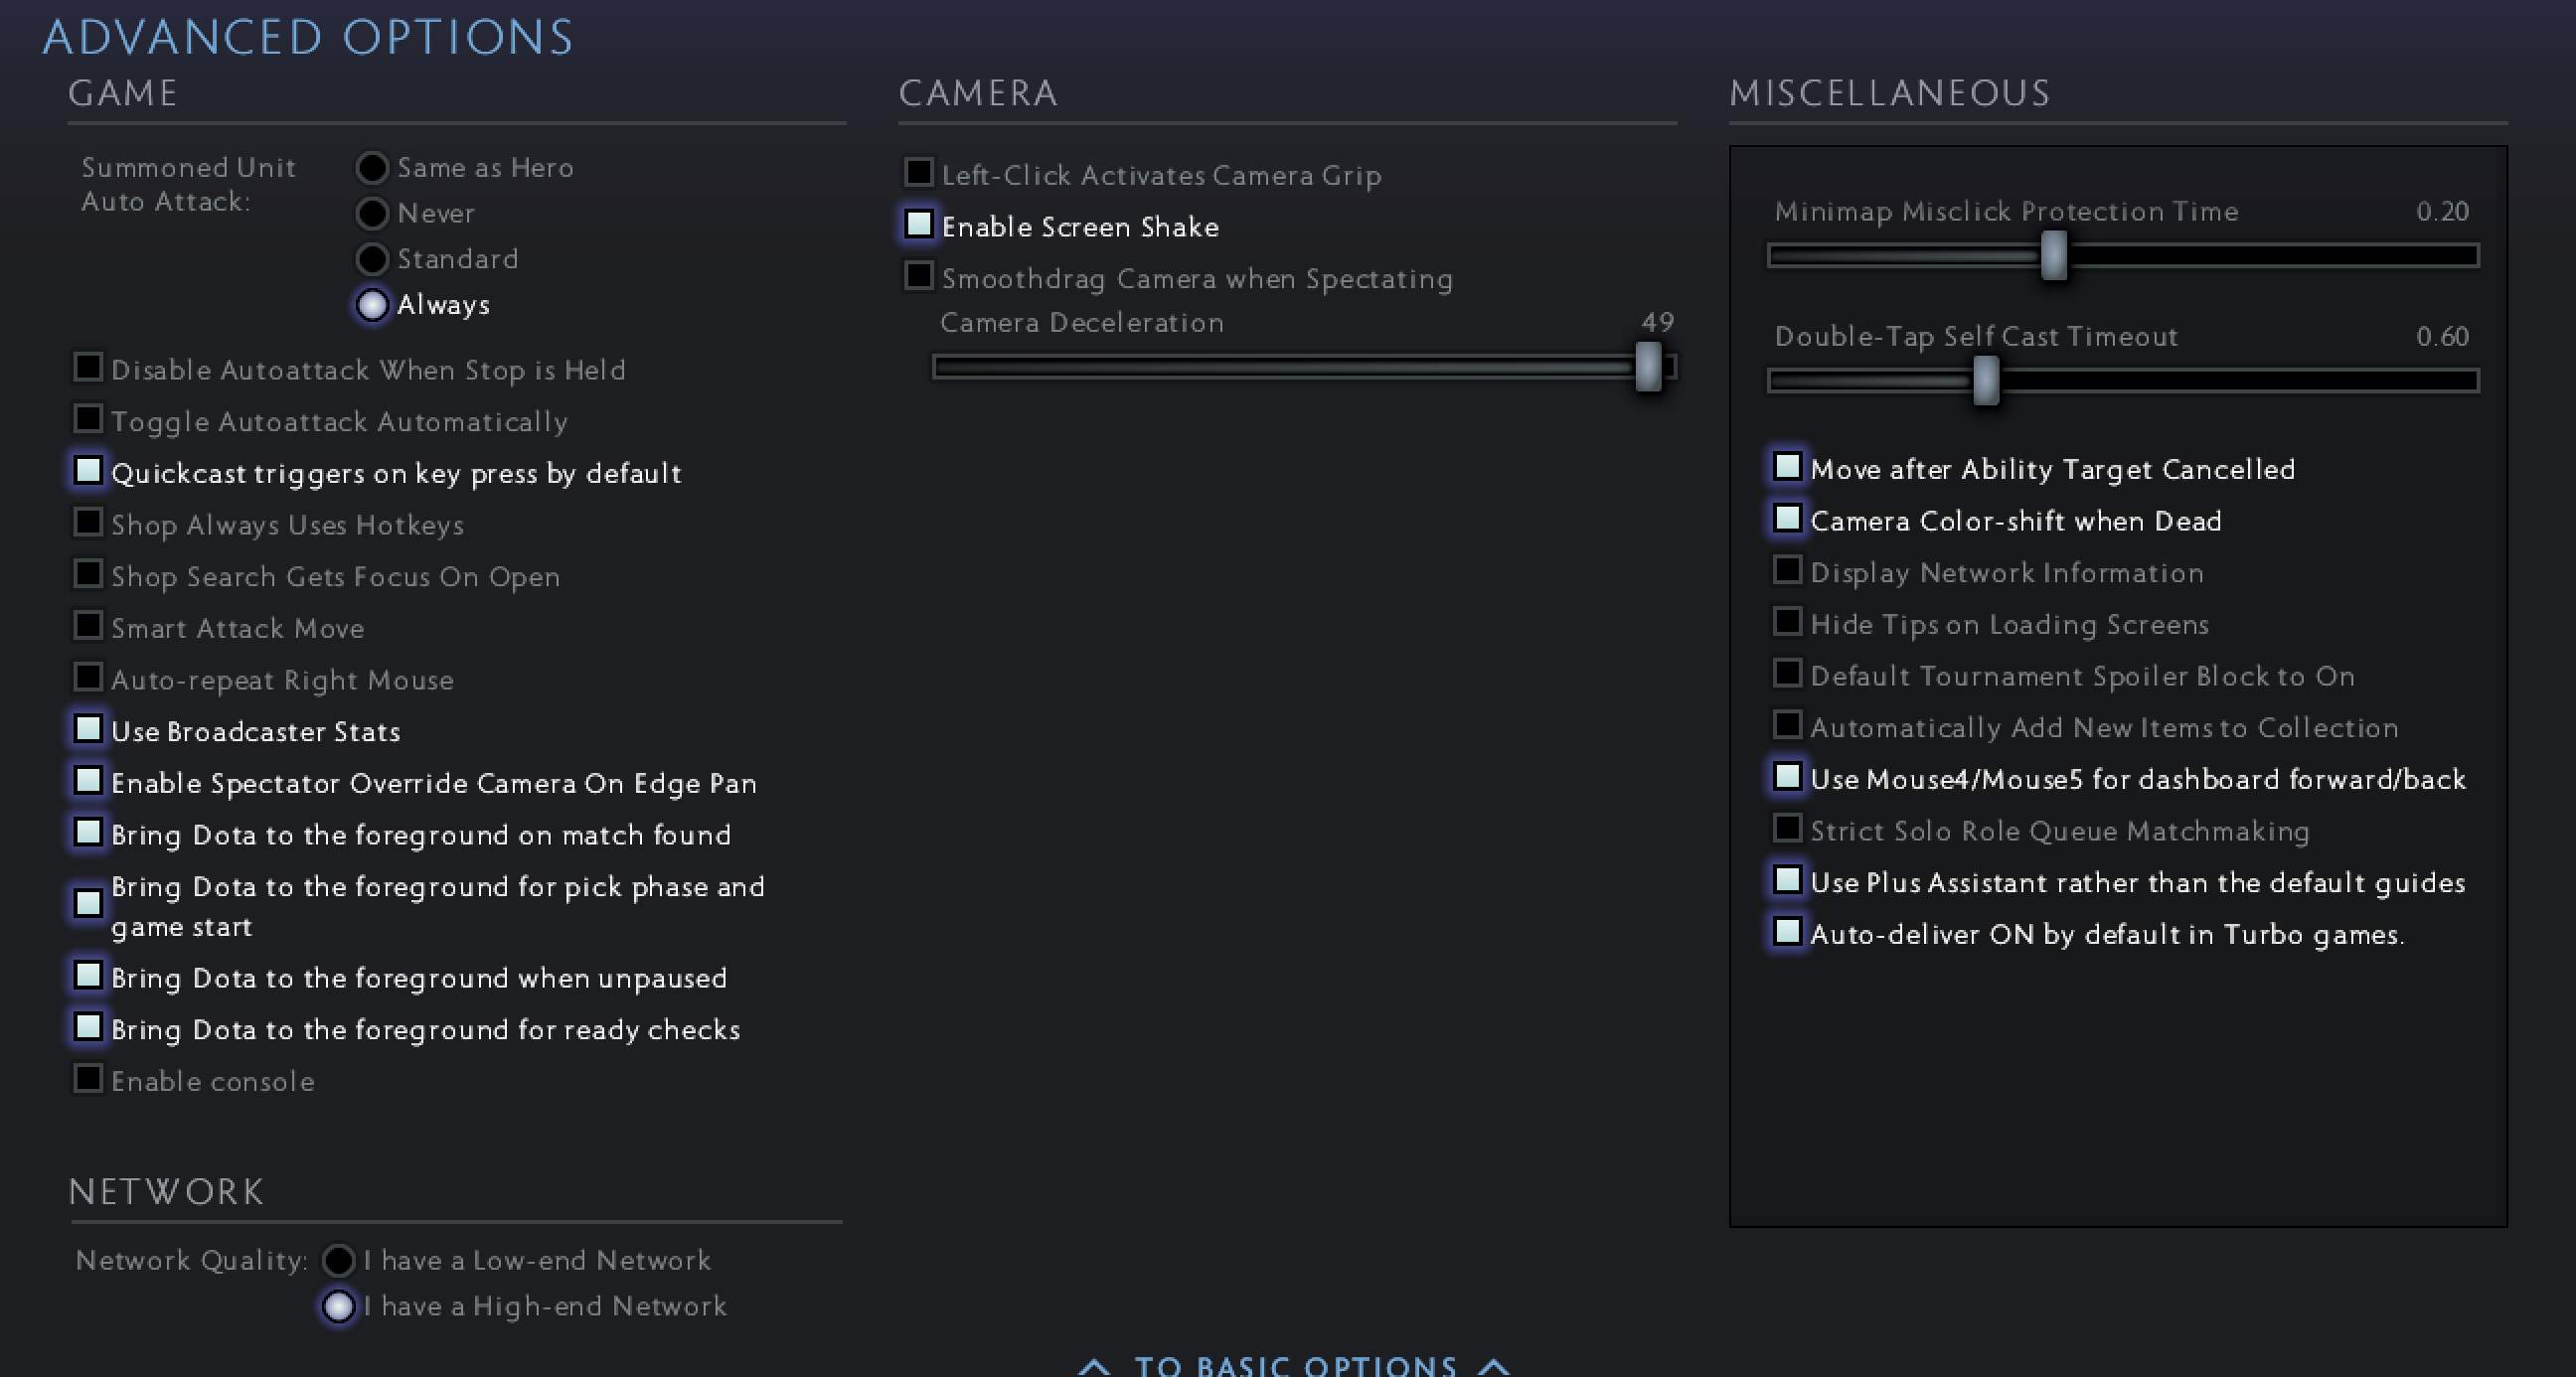 ADVANCED OPTIONS
GAME
Summoned Unit
Auto Attack:
Same as Hero
Never
Standard
Always
Disable Autoattack When Stop is Held
Toggle Autoattack Automatically
Quickcast triggers on key press by default
Shop Always Uses Hotkeys
Shop Search Gets Focus On Open
Smart Attack Move
Auto-repeat Right Mouse
Use Broadcaster Stats
Enable Spectator Override Camera On Edge Pan
Bring Dota to the foreground on match found
Bring Dota to the foreground for pick phase and
game start
Bring Dota to the foreground when unpaused
Bring Dota to the foreground for ready checks
Enable console
NETWORK
Network Quality:
I have a Low-end Network
I have a High-end Network
CAMERA
Left-Click Activates Camera Grip
Enable Screen Shake
Smoothdrag Camera when Spectating
Camera Deceleration 49
MISCELLANEOUS
Minimap Misclick Protection Time 0.20
Double-Tap Self Cast Timeout 0.60
Move after Ability Target Cancelled
Camera Color-shift when Dead
Display Network Information
Hide Tips on Loading Screens
Default Tournament Spoiler Block to On
Automatically Add New Items to Collection
Use Mouse4/Mouse5 for dashboard forward/back
Strict Solo Role Queue Matchmaking
Use Plus Assistant rather than the default guides
Auto-deliver ON by default in Turbo games.
TO BASIC OPTIONS